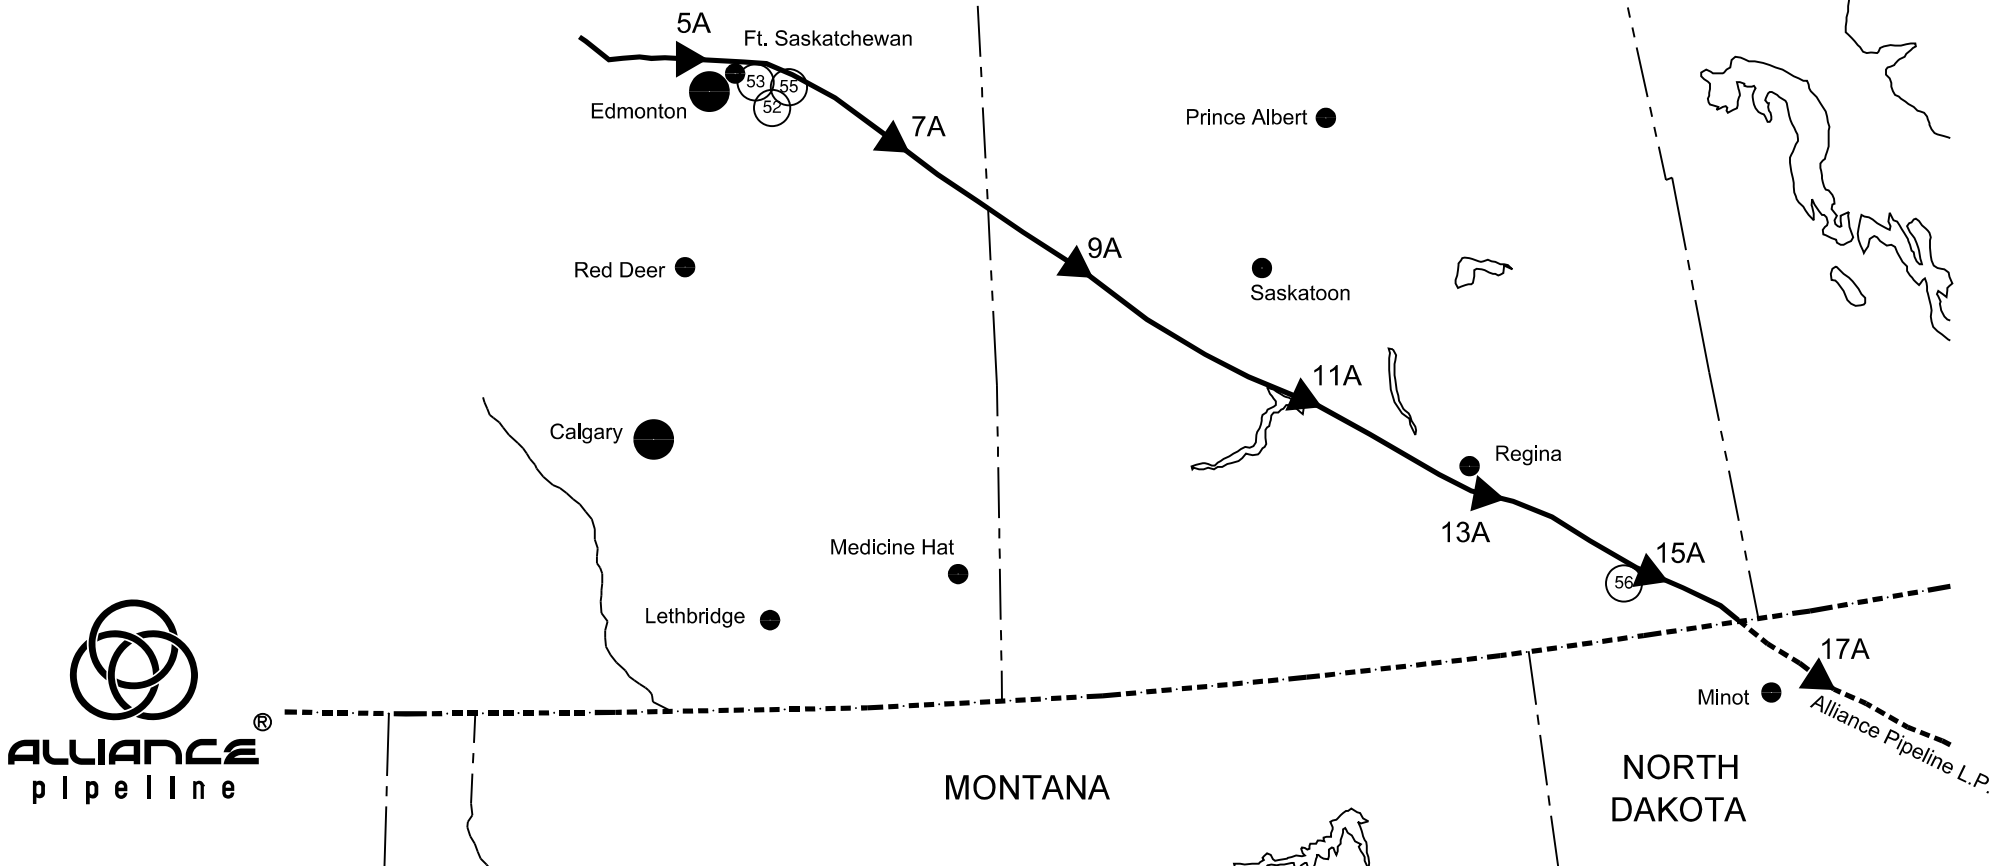 5A
Ft. Saskatchewan
53
55
52
Edmonton
7A
Prince Albert
9A
Red Deer
Saskatoon
11A
Calgary
Regina
13A
Medicine Hat
15A
56
Lethbridge
17A
Minot
Alliance Pipeline L.P.
®
ALLIANCE
pipeline
MONTANA
NORTH
DAKOTA